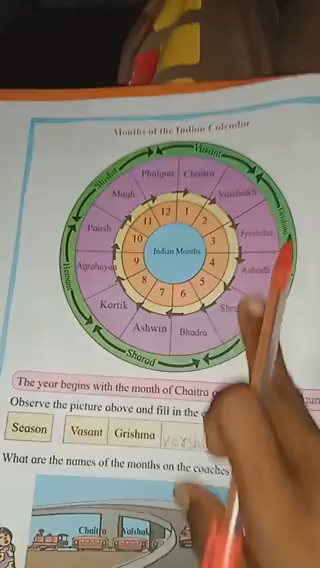 Months of the Indian Calendar
Vasant
Grishma
Sharad
Hemant
Shishir
Phalgun
Chaitra
Vaishakh
Jyeshtha
Ashadh
Bhadra
Ashwin
Kartik
Agrahayan
Paush
Magh
12 1
11 2
10 3
9 4
8 5
7 6
Indian Months
The year begins with the month of Chaitra
Observe the picture above and fill in the
Season Vasant Grishma
What are the names of the months on the coaches
Chaitra Vaishak